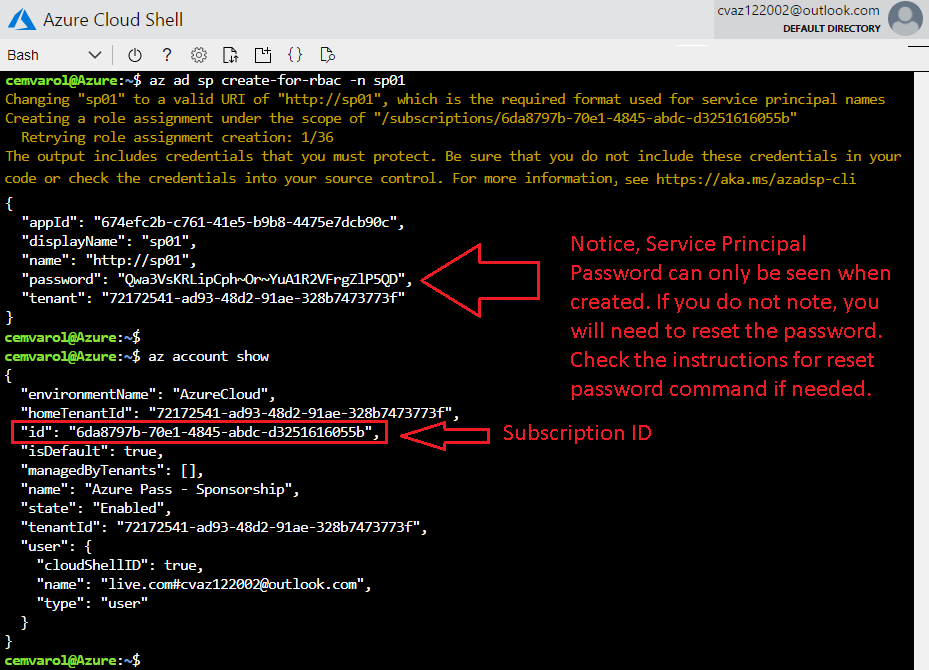 Azure Cloud Shell
cvaz122002@outlook.com
DEFAULT DIRECTORY
Bash
?
{}
cemvarol@Azure:~$ az ad sp create-for-rbac -n sp01
Changing "sp01" to a valid URI of "http://sp01", which is the required format used for service principal names
Creating a role assignment under the scope of "/subscriptions/6da8797b-70e1-4845-abdc-d3251616055b"
Retrying role assignment creation: 1/36
The output includes credentials that you must protect. Be sure that you do not include these credentials in your
code or check the credentials into your source control. For more information, see https://aka.ms/azadsp-cli
{
"appId": "674efc2b-c761-41e5-b9b8-4475e7dcb90c",
"displayName": "sp01",
"name": "http://sp01",
"password": "Qwa3VsKRLipCph~Or~YuA1R2VFrgZlP5QD",
"tenant": "72172541-ad93-48d2-91ae-328b7473773f"
}
Notice, Service Principal
Password can only be seen when
created. If you do not note, you
will need to reset the password.
Check the instructions for reset
password command if needed.
cemvarol@Azure:~$
cemvarol@Azure:~$ az account show
{
"environmentName": "AzureCloud",
"homeTenantId": "72172541-ad93-48d2-91ae-328b7473773f",
"id": "6da8797b-70e1-4845-abdc-d3251616055b",
Subscription ID
"isDefault": true,
"managedByTenants": [],
"name": "Azure Pass - Sponsorship",
"state": "Enabled",
"tenantId": "72172541-ad93-48d2-91ae-328b7473773f",
"user": {
"cloudShellID": true,
"name": "live.com#cvaz122002@outlook.com",
"type": "user"
}
}
cemvarol@Azure:~$